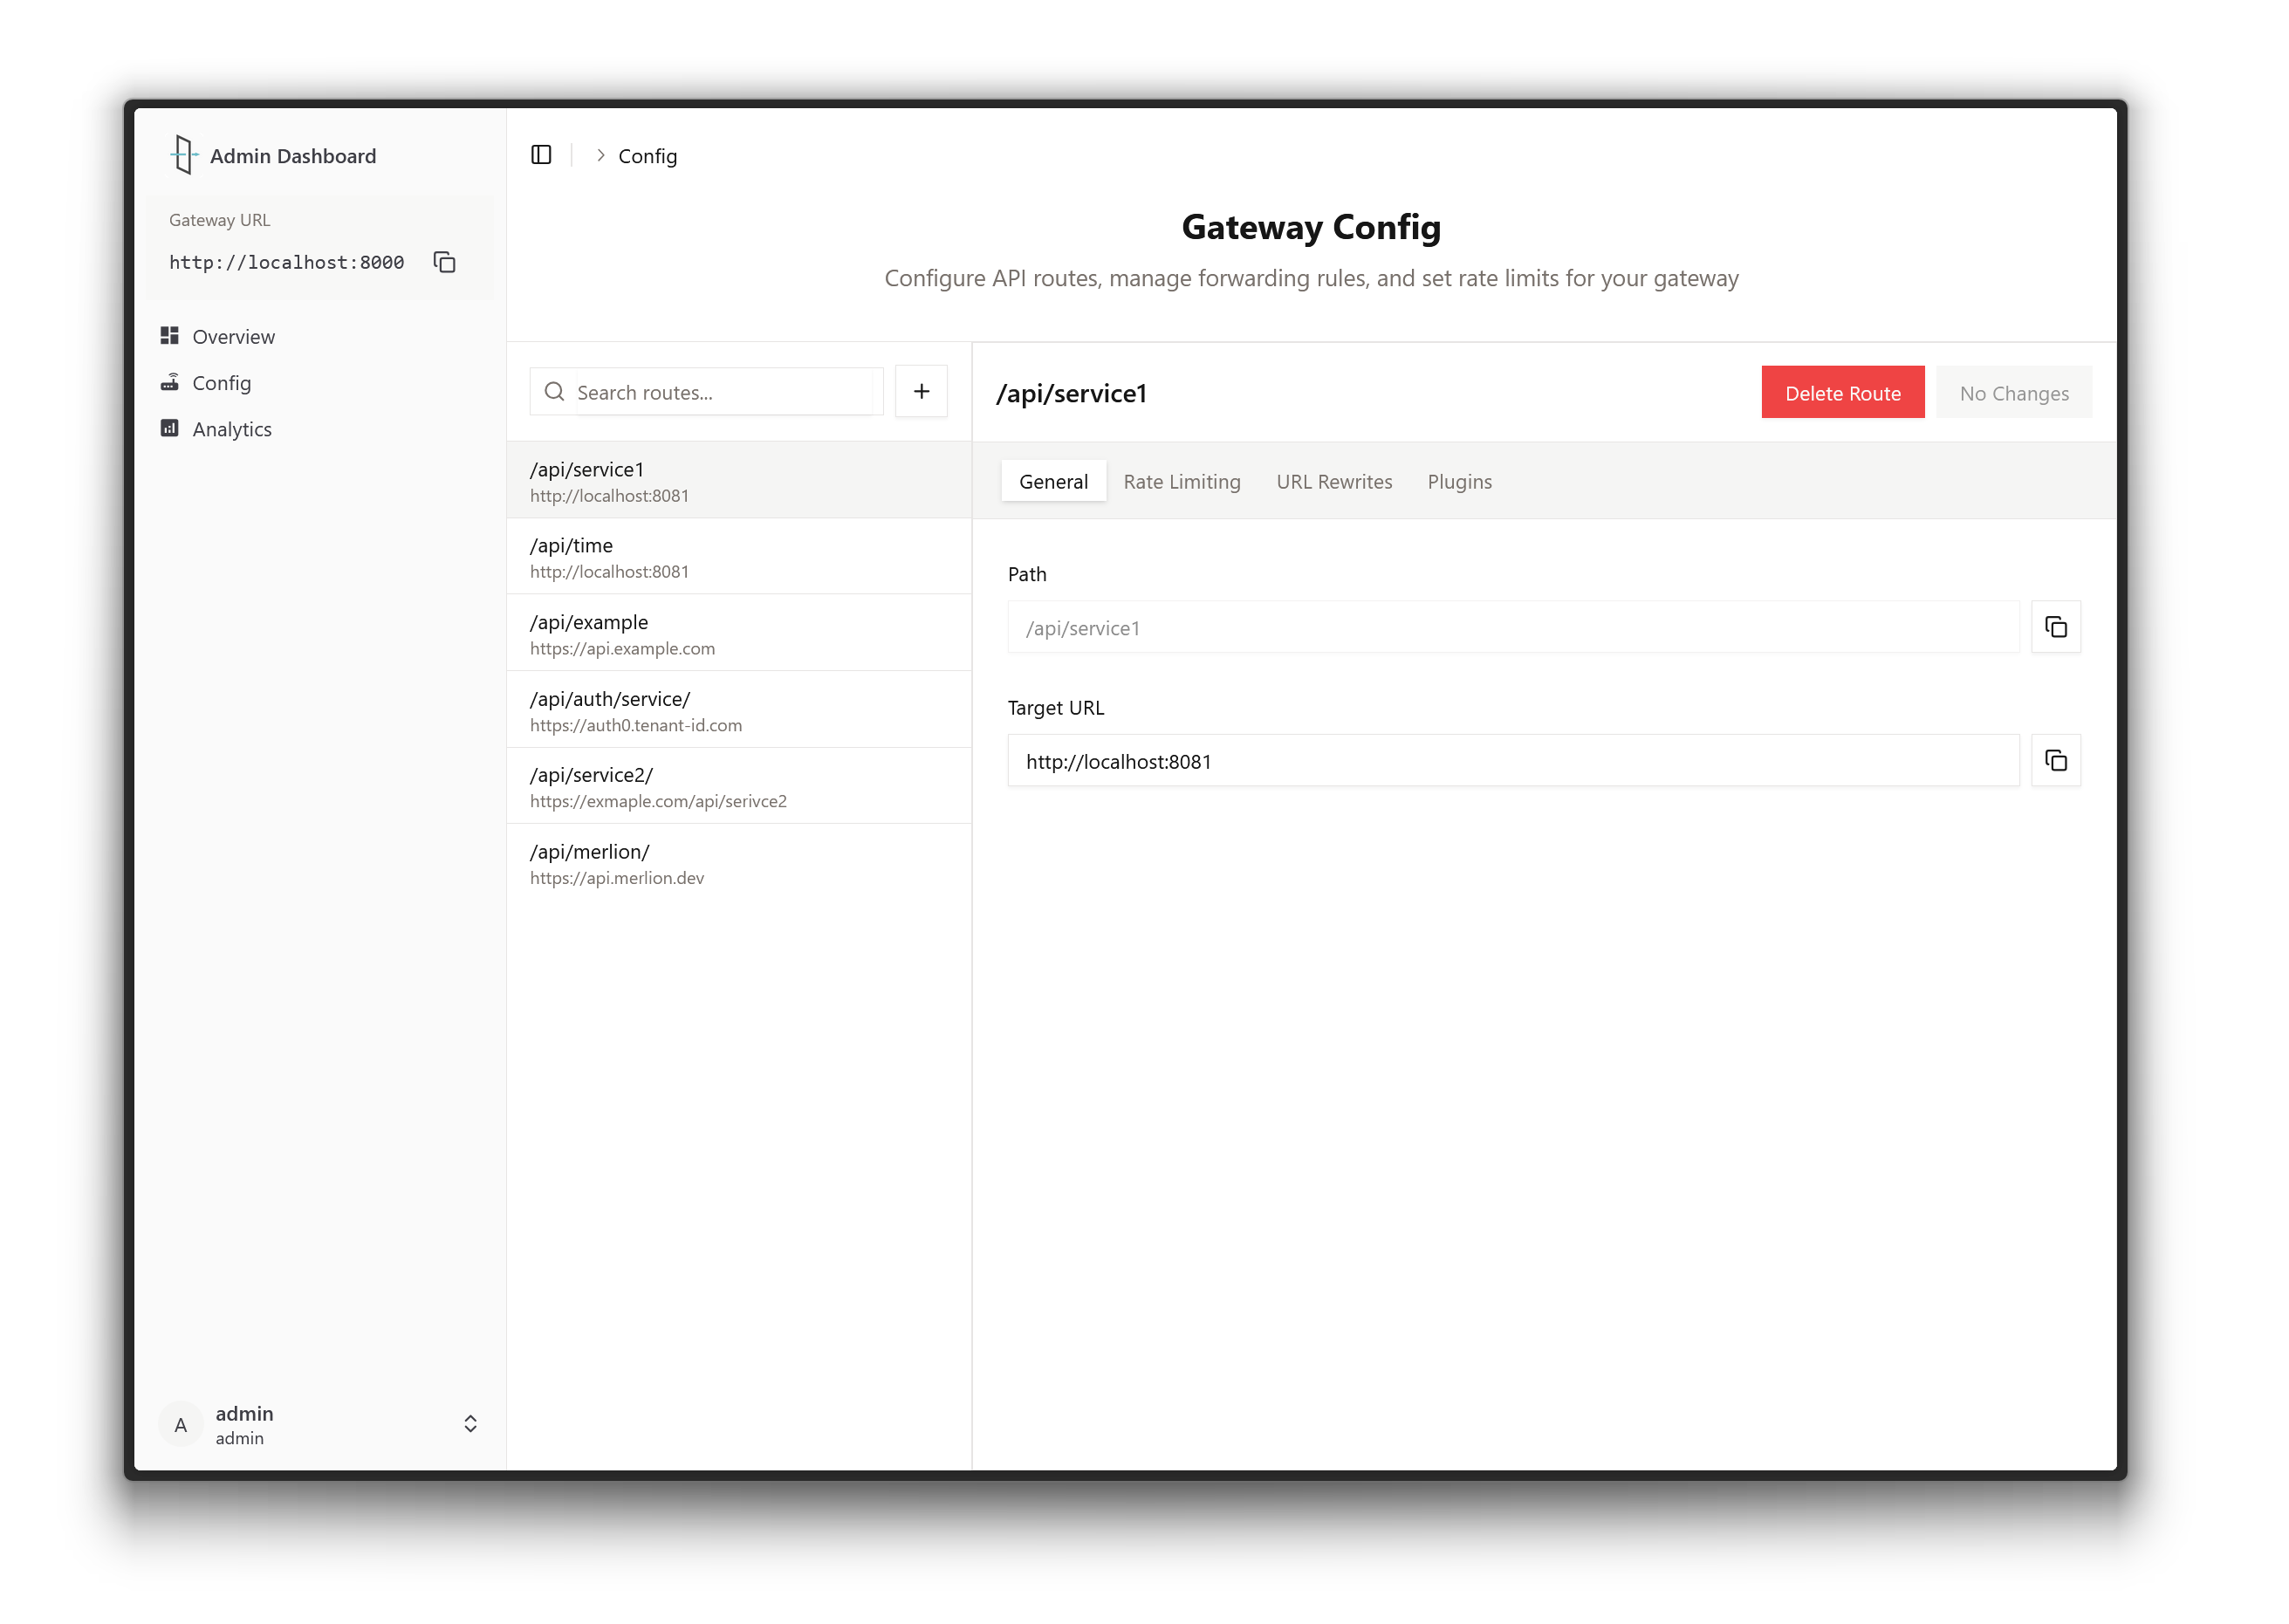 Admin Dashboard
Gateway URL
http://localhost:8000
Overview
Config
Analytics
A
admin
admin
Config
Gateway Config
Configure API routes, manage forwarding rules, and set rate limits for your gateway
Search routes...
/api/service1
http://localhost:8081
/api/time
http://localhost:8081
/api/example
https://api.example.com
/api/auth/service/
https://auth0.tenant-id.com
/api/service2/
https://exmaple.com/api/serivce2
/api/merlion/
https://api.merlion.dev
/api/service1
Delete Route
No Changes
General Rate Limiting URL Rewrites Plugins
Path
/api/service1
Target URL
http://localhost:8081